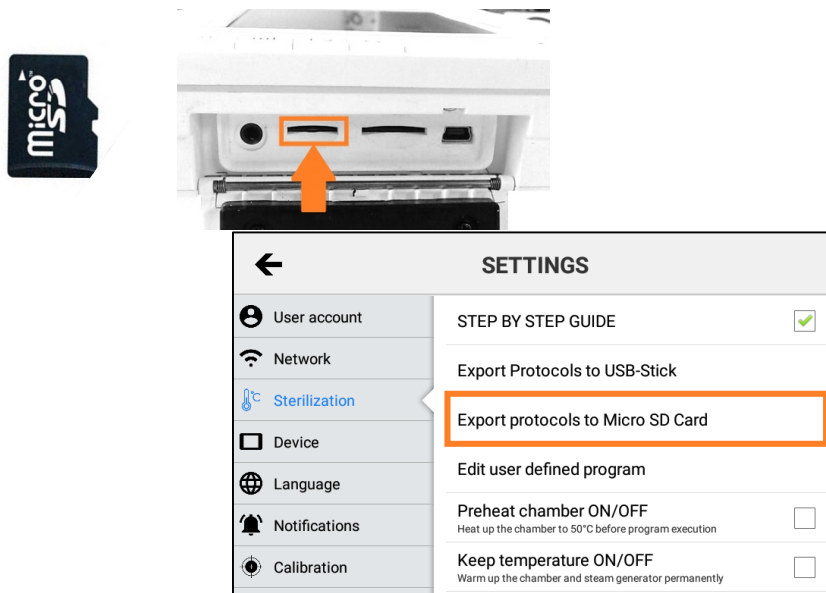 micro
SD
SETTINGS
User account
Network
°C
Sterilization
Device
Language
Notifications
Calibration
STEP BY STEP GUIDE
Export Protocols to USB-Stick
Export protocols to Micro SD Card
Edit user defined program
Preheat chamber ON/OFF
Heat up the chamber to 50°C before program execution
Keep temperature ON/OFF
Warm up the chamber and steam generator permanently